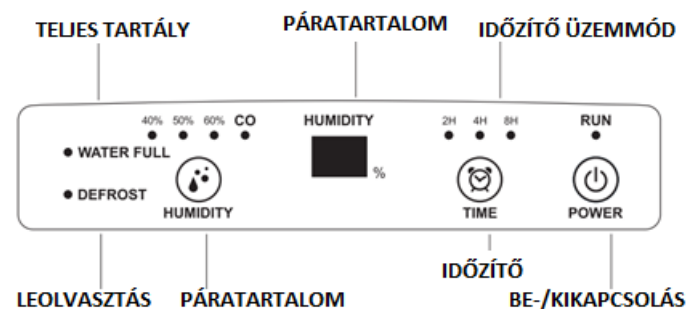 TELJES TARTÁLY
PÁRATARTALOM
IDŐZÍTŐ ÜZEMMÓD
40% 50% 60% CO
HUMIDITY
2H 4H 8H
RUN
WATER FULL
%
DEFROST
HUMIDITY
TIME
POWER
IDŐZÍTŐ
LEOLVASZTÁS
PÁRATARTALOM
BE-/KIKAPCSOLÁS